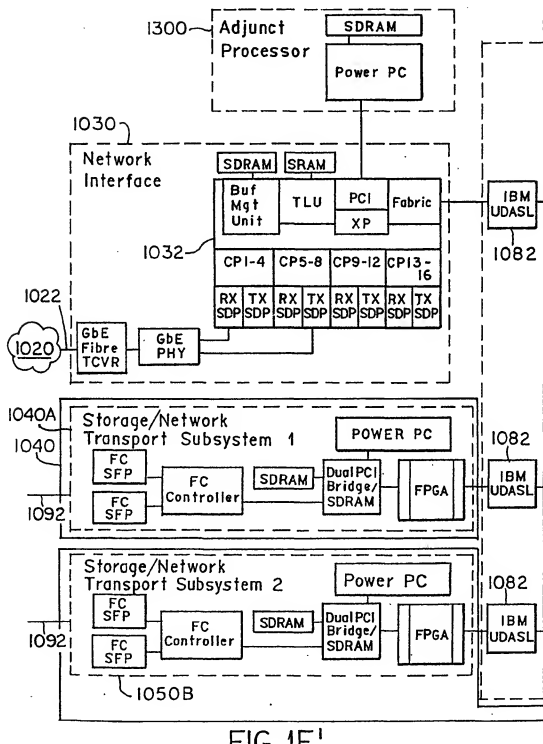 1300
Adjunct
Processor
SDRAM
Power PC
1030
Network
Interface
SDRAM
SRAM
Buf
Mgt
Unit
TLU
PCI
XP
Fabric
IBM
UDASL
1082
1032
CP1-4
CP5-8
CP9-12
CP13-
16
RX
SDP
TX
SDP
RX
SDP
TX
SDP
RX
SDP
TX
SDP
RX
SDP
TX
SDP
1022
1020
GbE
Fibre
TCVR
GbE
PHY
1040A
1040
Storage/Network
Transport Subsystem 1
POWER PC
1082
FC
SFP
FC
SFP
FC
Controller
SDRAM
Dual PCI
Bridge/
SDRAM
FPGA
IBM
UDASL
1092
Storage/Network
Transport Subsystem 2
Power PC
1082
FC
SFP
FC
SFP
FC
Controller
SDRAM
Dual PCI
Bridge/
SDRAM
FPGA
IBM
UDASL
1092
1050B
FIG. 1F'